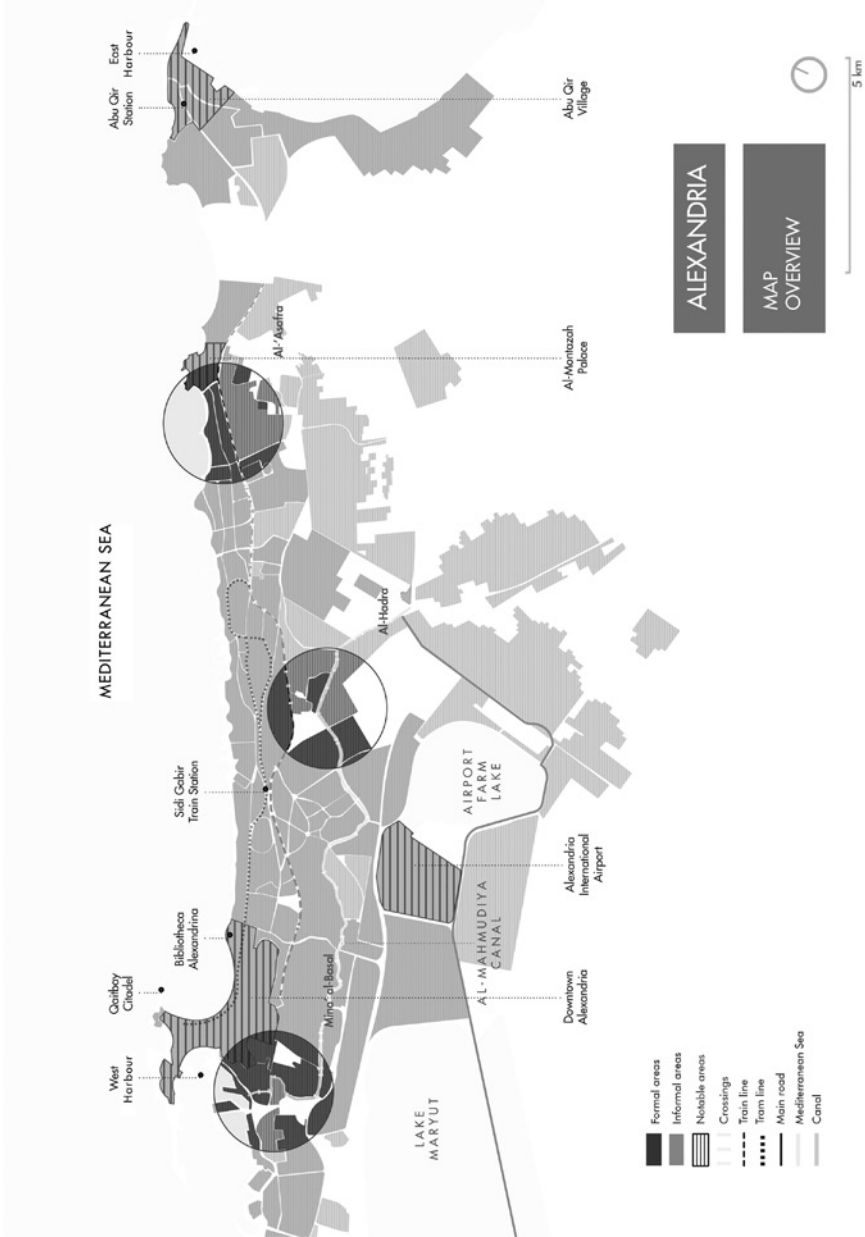 West
Harbour
Qaitbay
Citadel
Bibliotheca
Alexandrina
Sidi Gabir
Train Station
MEDITERRANEAN SEA
Abu Qir
Station
East
Harbour
Mina' al-Basal
Al-Hadra
Al-'Asafra
LAKE
MARYUT
AL-MAHMUDIYA
CANAL
AIRPORT
FARM
LAKE
Downtown
Alexandria
Alexandria
International
Airport
Al-Montazah
Palace
Abu Qir
Village
Formal areas
Informal areas
Notable areas
Crossings
Train line
Tram line
Main road
Mediterranean Sea
Canal
ALEXANDRIA
MAP
OVERVIEW
5 km